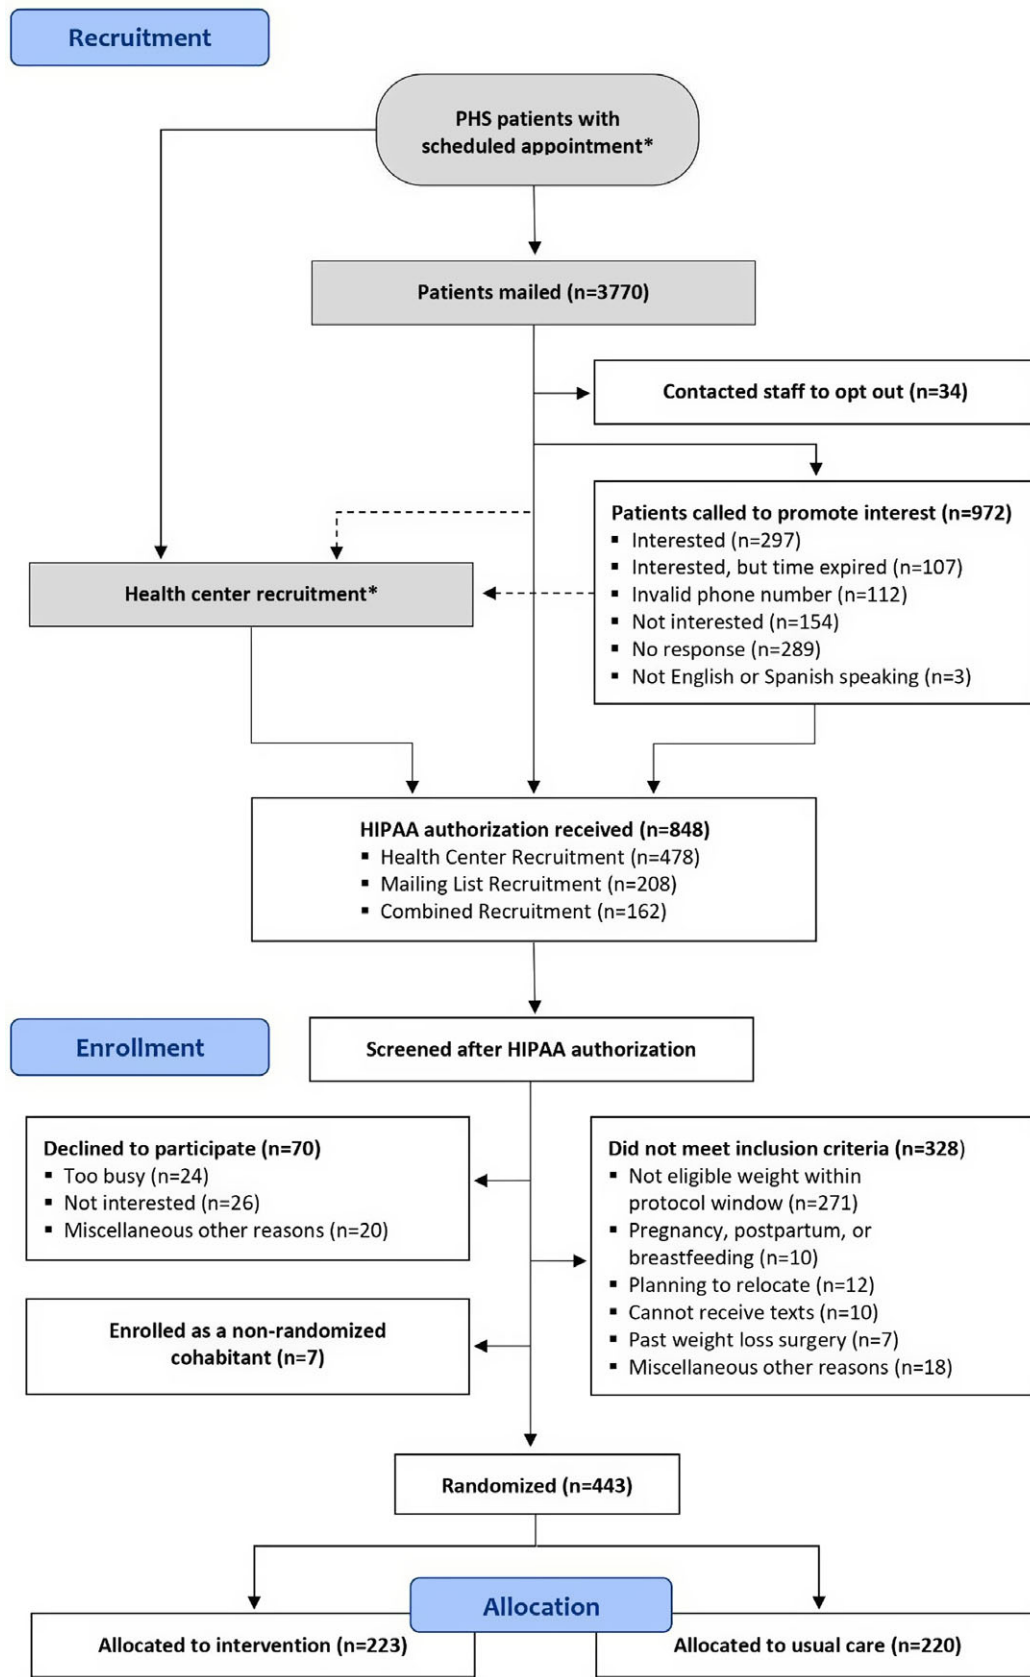 Recruitment
PHS patients with
scheduled appointment*
Patients mailed (n=3770)
Contacted staff to opt out (n=34)
Patients called to promote interest (n=972)
▪ Interested (n=297)
▪ Interested, but time expired (n=107)
▪ Invalid phone number (n=112)
▪ Not interested (n=154)
▪ No response (n=289)
▪ Not English or Spanish speaking (n=3)
Health center recruitment*
HIPAA authorization received (n=848)
▪ Health Center Recruitment (n=478)
▪ Mailing List Recruitment (n=208)
▪ Combined Recruitment (n=162)
Enrollment
Screened after HIPAA authorization
Declined to participate (n=70)
▪ Too busy (n=24)
▪ Not interested (n=26)
▪ Miscellaneous other reasons (n=20)
Did not meet inclusion criteria (n=328)
▪ Not eligible weight within
protocol window (n=271)
▪ Pregnancy, postpartum, or
breastfeeding (n=10)
▪ Planning to relocate (n=12)
▪ Cannot receive texts (n=10)
▪ Past weight loss surgery (n=7)
▪ Miscellaneous other reasons (n=18)
Enrolled as a non-randomized
cohabitant (n=7)
Randomized (n=443)
Allocation
Allocated to intervention (n=223)
Allocated to usual care (n=220)